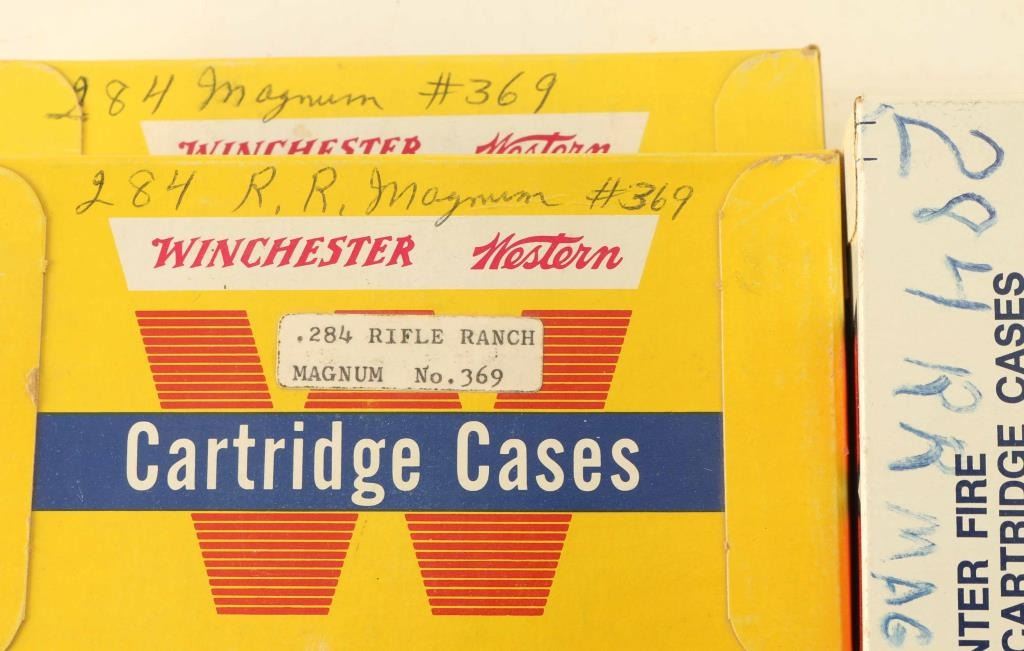 284 Magnum #369
WINCHESTER Western
284 R. R. Magnum #369
WINCHESTER Western
.284 RIFLE RANCH
MAGNUM No.369
Cartridge Cases
284 RR MAG
NTER FIRE
CARTRIDGE CASES